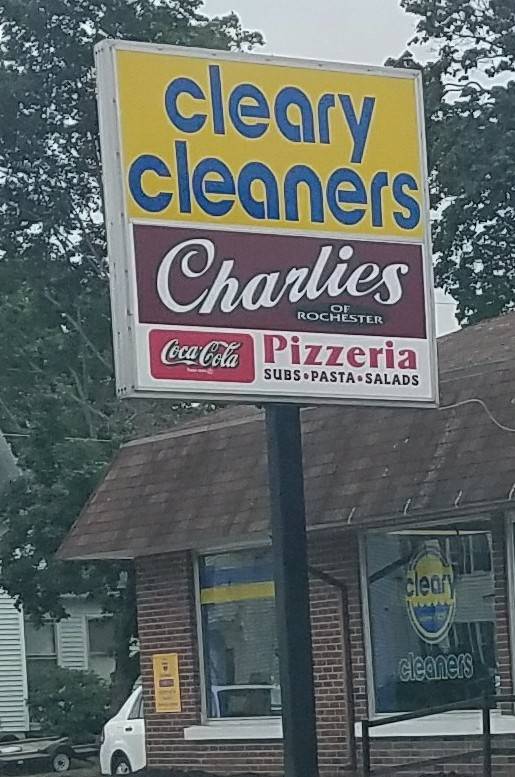 cleary
cleaners
Charlies
OF
ROCHESTER
Coca-Cola
Pizzeria
SUBS•PASTA•SALADS
cleary
cleaners